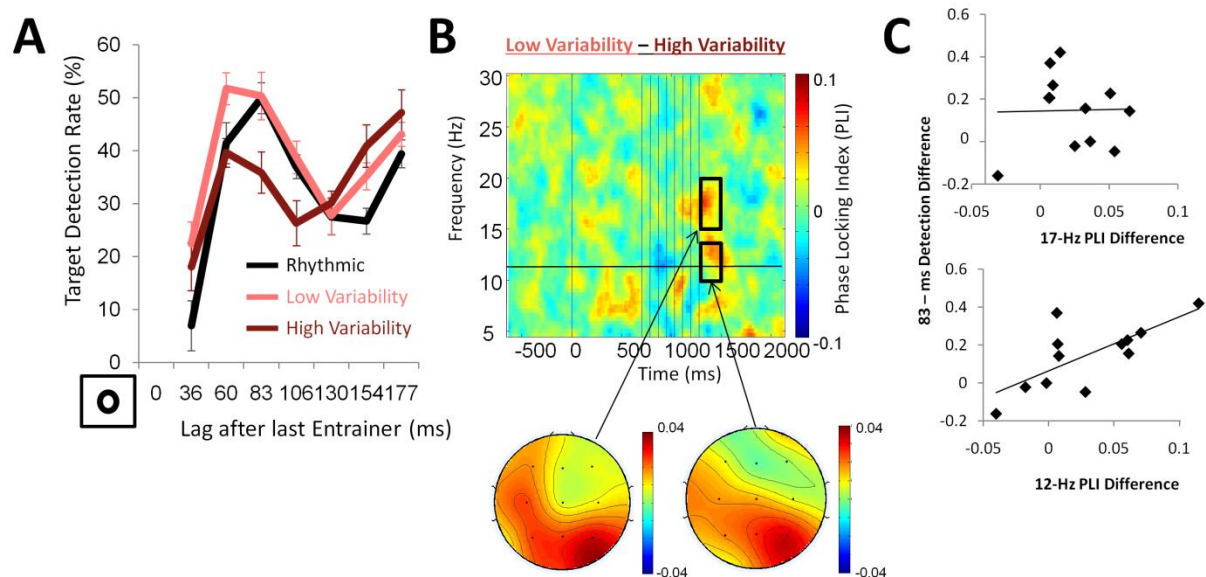 A
Target Detection Rate (%)
60
50
40
30
20
10
0
Rhythmic
Low Variability
High Variability
0 36 60 83 106 130 154 177
Lag after last Entrainer (ms)
B
Low Variability – High Variability
Frequency (Hz)
30
25
20
15
10
5
-500 0 500 1000 1500 2000
Time (ms)
0.1
0
-0.1
Phase Locking Index (PLI)
0.04
-0.04
0.04
-0.04
C
83 – ms Detection Difference
0.6
0.4
0.2
0
0.2
-0.05 0 0.05 0.1
17-Hz PLI Difference
0.6
0.4
0.2
0
0.2
-0.05 0 0.05 0.1
12-Hz PLI Difference